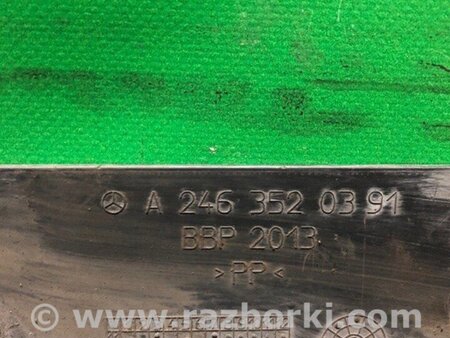 A 246 352 03 91
BBP 2013
>PP<
© www.razborki.com